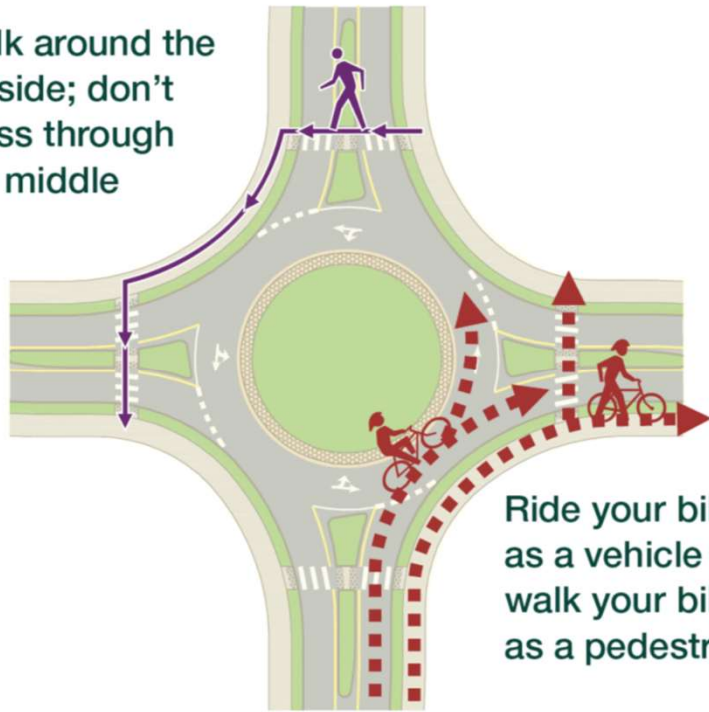 lk around the
side; don't
ss through
middle
Ride your bi
as a vehicle
walk your bi
as a pedestr